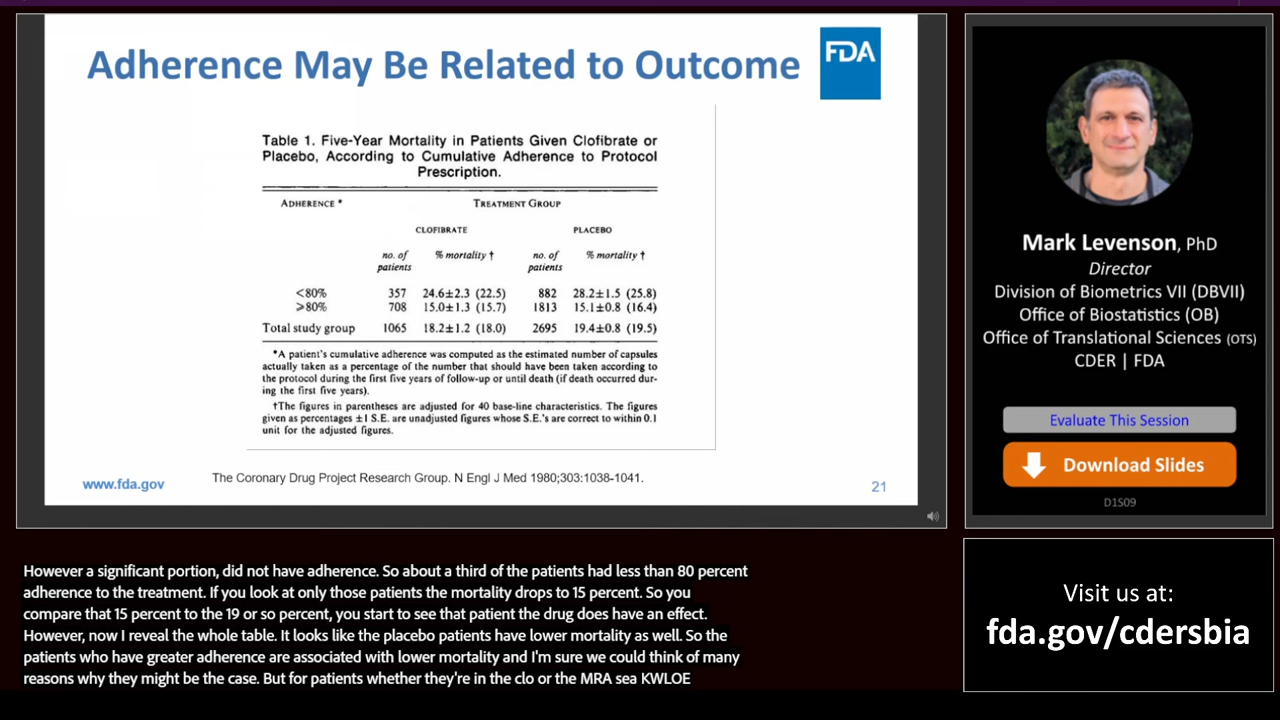 Adherence May Be Related to Outcome
FDA
Table 1. Five-Year Mortality in Patients Given Clofibrate or
Placebo, According to Cumulative Adherence to Protocol
Prescription.
ADHERENCE * TREATMENT GROUP
CLOFIBRATE PLACEBO
no. of patients % mortality † no. of patients % mortality †
<80% 357 24.6±2.3 (22.5) 882 28.2±1.5 (25.8)
⩾80% 708 15.0±1.3 (15.7) 1813 15.1±0.8 (16.4)
Total study group 1065 18.2±1.2 (18.0) 2695 19.4±0.8 (19.5)
*A patient's cumulative adherence was computed as the estimated number of capsules
actually taken as a percentage of the number that should have been taken according to
the protocol during the first five years of follow-up or until death (if death occurred dur-
ing the first five years).
†The figures in parentheses are adjusted for 40 base-line characteristics. The figures
given as percentages ±1 S.E. are unadjusted figures whose S.E.'s are correct to within 0.1
unit for the adjusted figures.
www.fda.gov
The Coronary Drug Project Research Group. N Engl J Med 1980;303:1038-1041.
21
Mark Levenson, PhD
Director
Division of Biometrics VII (DBVII)
Office of Biostatistics (OB)
Office of Translational Sciences (OTS)
CDER | FDA
Evaluate This Session
Download Slides
D1S09
Visit us at:
fda.gov/cdersbia
However a significant portion, did not have adherence. So about a third of the patients had less than 80 percent
adherence to the treatment. If you look at only those patients the mortality drops to 15 percent. So you
compare that 15 percent to the 19 or so percent, you start to see that patient the drug does have an effect.
However, now I reveal the whole table. It looks like the placebo patients have lower mortality as well. So the
patients who have greater adherence are associated with lower mortality and I'm sure we could think of many
reasons why they might be the case. But for patients whether they're in the clo or the MRA sea KWLOE